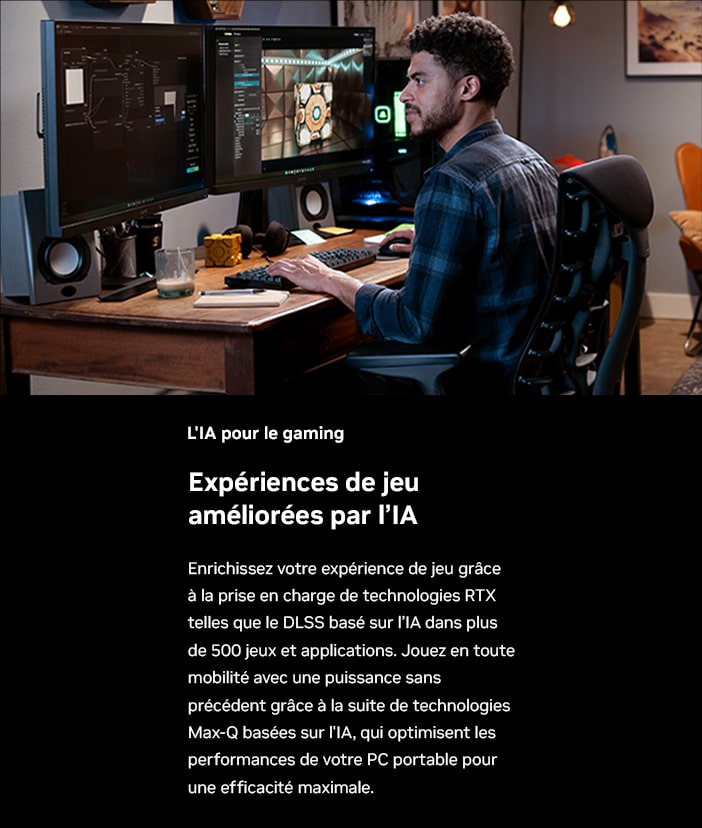 L'IA pour le gaming
Expériences de jeu
améliorées par l’IA
Enrichissez votre expérience de jeu grâce
à la prise en charge de technologies RTX
telles que le DLSS basé sur l’IA dans plus
de 500 jeux et applications. Jouez en toute
mobilité avec une puissance sans
précédent grâce à la suite de technologies
Max-Q basées sur l'IA, qui optimisent les
performances de votre PC portable pour
une efficacité maximale.